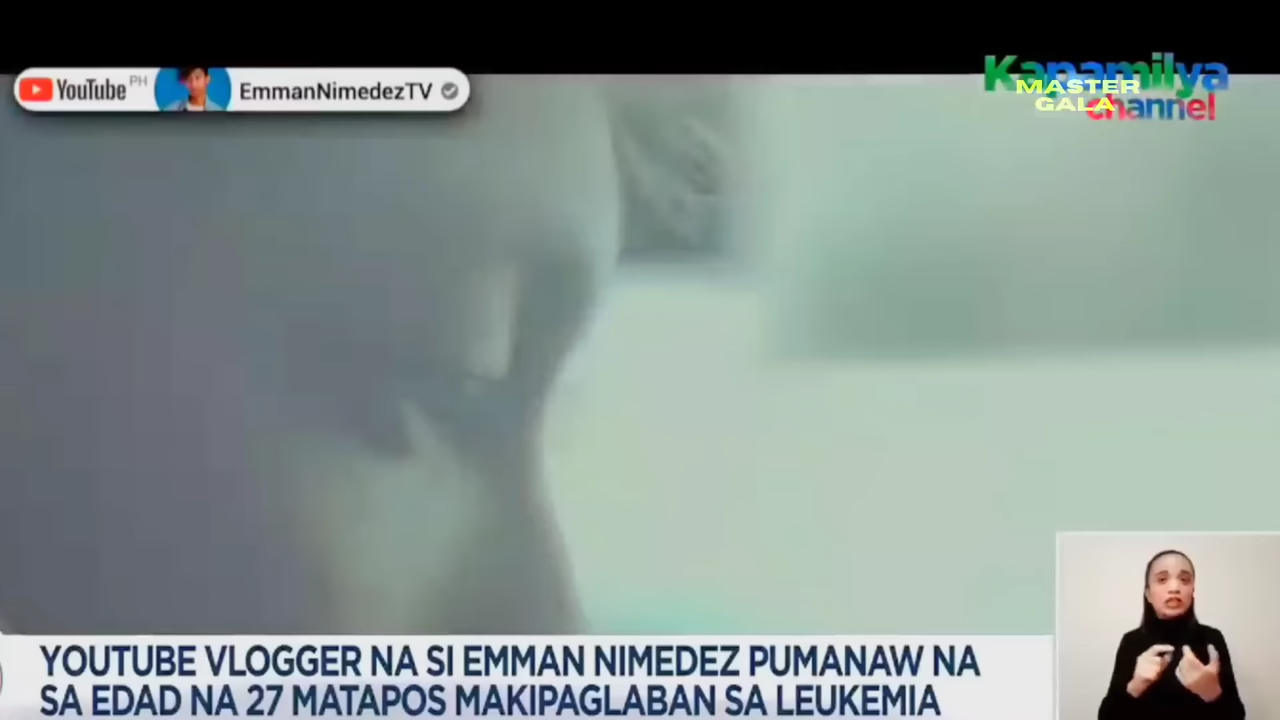 YouTube PH EmmanNimedezTV
Kapamilya
channel
MASTER
GALA
YOUTUBE VLOGGER NA SI EMMAN NIMEDEZ PUMANAW NA
SA EDAD NA 27 MATAPOS MAKIPAGLABAN SA LEUKEMIA